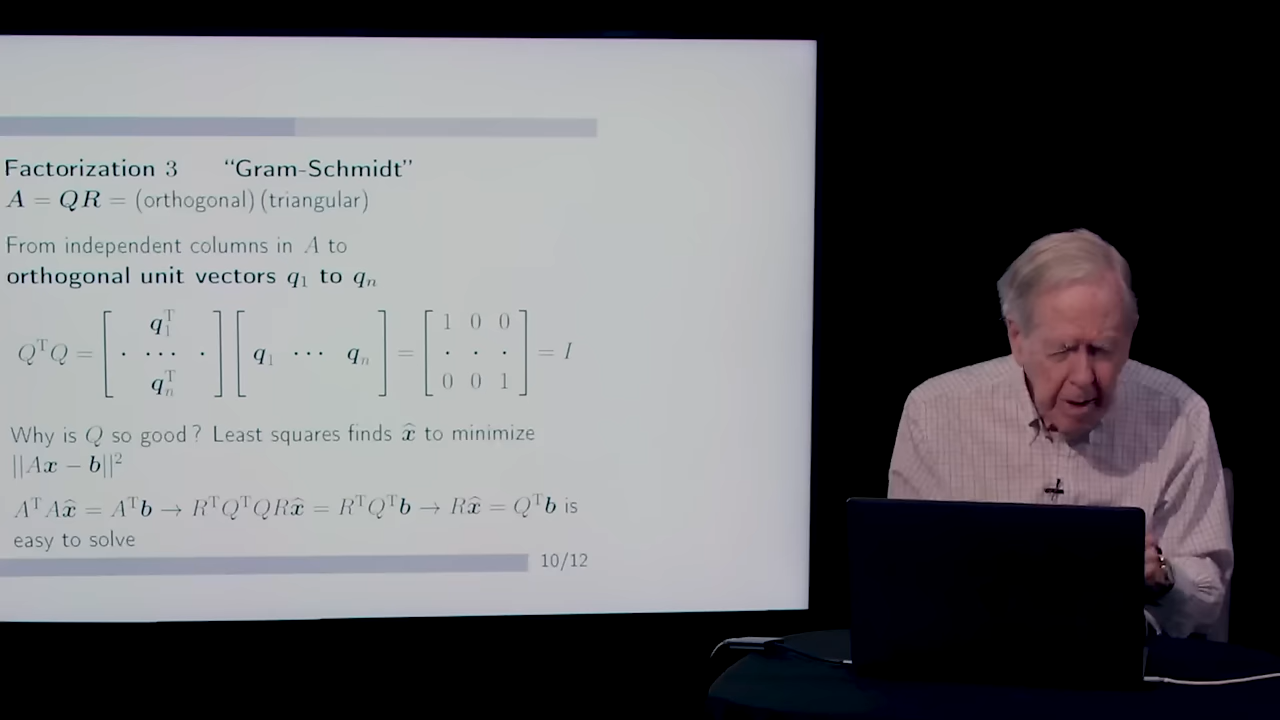 Factorization 3 “Gram-Schmidt”
A = QR = (orthogonal) (triangular)
From independent columns in A to
orthogonal unit vectors q₁ to qₙ
QᵀQ = [ q₁ᵀ · ⋯ · qₙᵀ ] [ q₁ ⋯ qₙ ] = [ 1 0 0 · · · 0 0 1 ] = I
Why is Q so good? Least squares finds x̂ to minimize
||Ax − b||²
AᵀAx̂ = Aᵀb → RᵀQᵀQRx̂ = RᵀQᵀb → Rx̂ = Qᵀb is
easy to solve
10/12